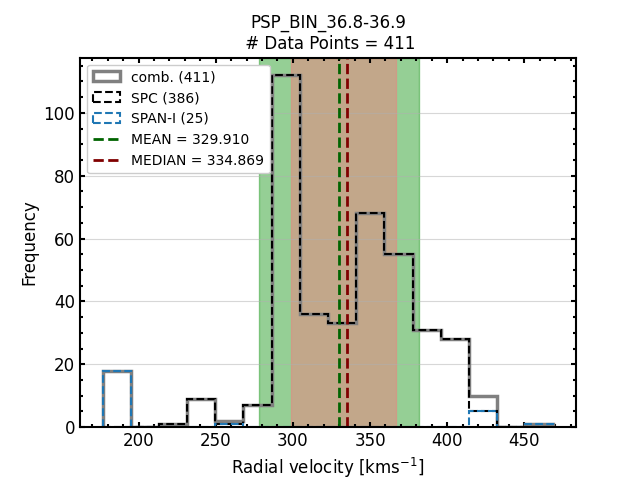 PSP_BIN_36.8-36.9
# Data Points = 411
comb. (411)
SPC (386)
SPAN-I (25)
MEAN = 329.910
MEDIAN = 334.869
Frequency
100
80
60
40
20
0
200 250 300 350 400 450
Radial velocity [kms⁻¹]